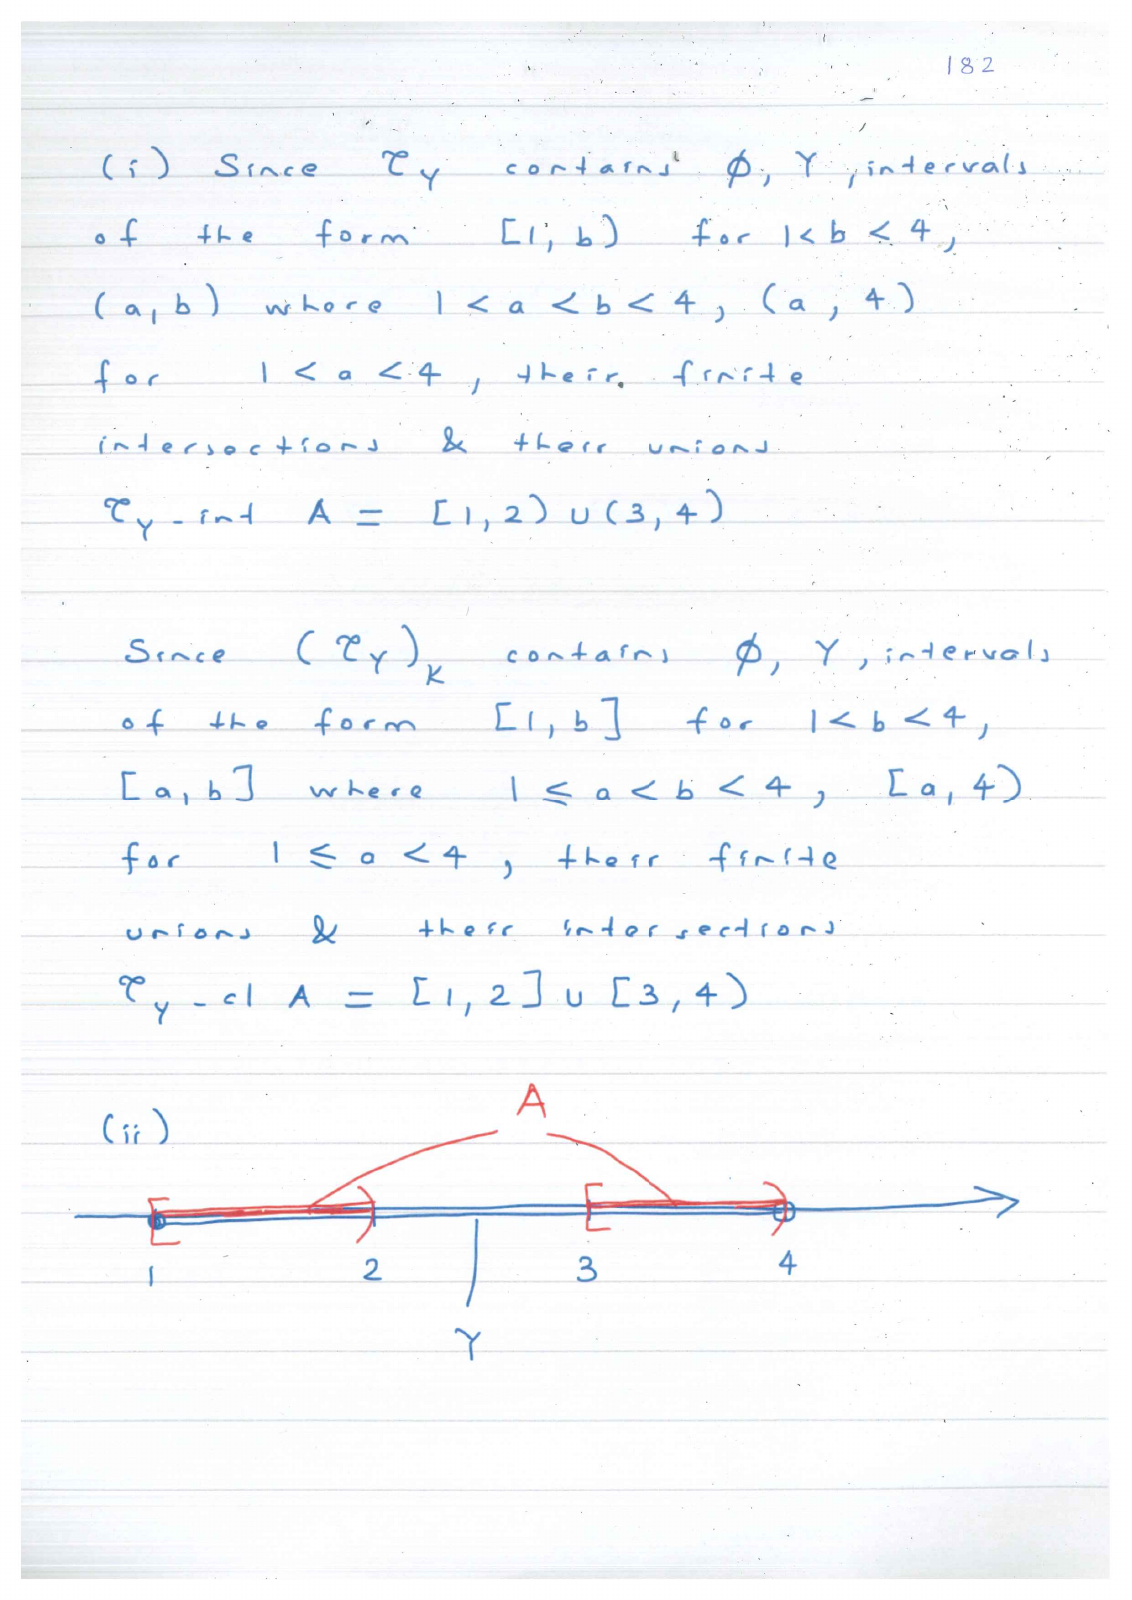 182
(i) Since τ_Y contains ∅, Y, intervals
of the form [1, b) for 1 < b < 4,
(a, b) where 1 < a < b < 4, (a, 4)
for 1 < a < 4, their finite
intersections & their unions
τ_Y - int A = [1, 2) ∪ (3, 4)
Since (τ_Y)_K contains ∅, Y, intervals
of the form [1, b] for 1 < b < 4,
[a, b] where 1 ≤ a < b < 4, [a, 4)
for 1 ≤ a < 4, their finite
unions & their intersections
τ_Y - cl A = [1, 2] ∪ [3, 4)
A
(ii)
1 2 3 4
Y